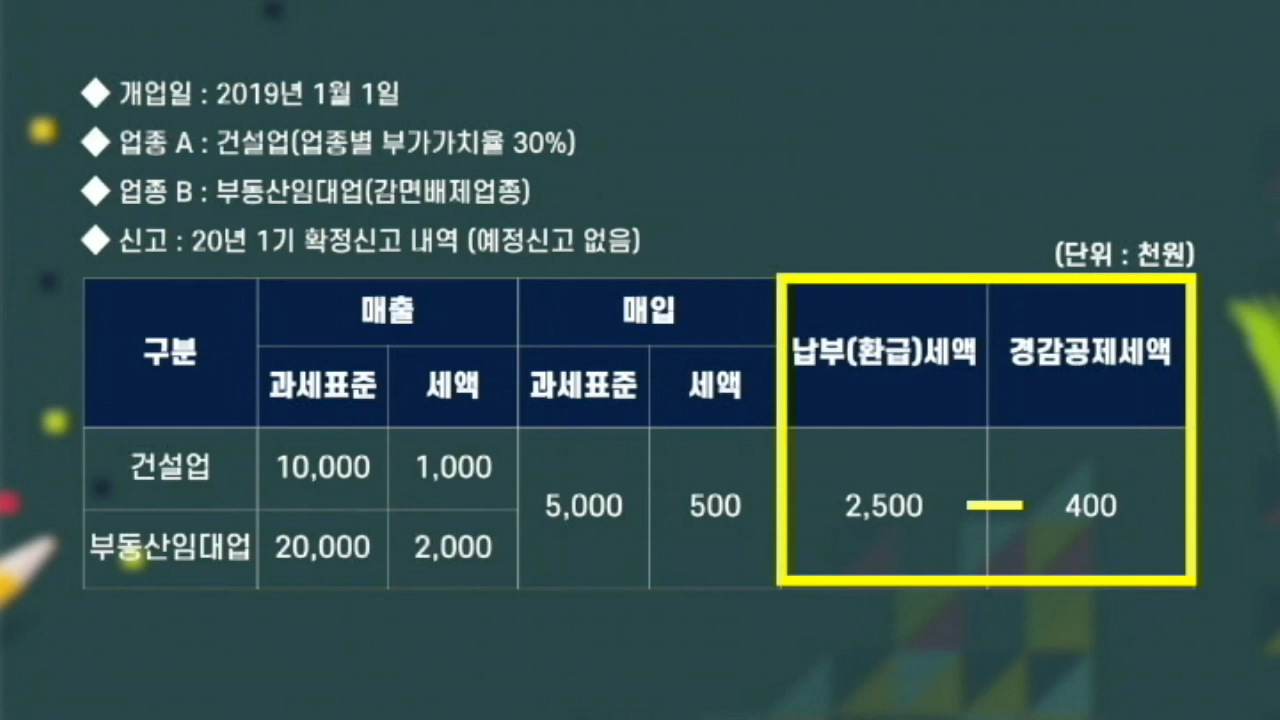 ◆ 개업일 : 2019년 1월 1일
◆ 업종 A : 건설업(업종별 부가가치율 30%)
◆ 업종 B : 부동산임대업(감면배제업종)
◆ 신고 : 20년 1기 확정신고 내역 (예정신고 없음)
(단위 : 천원)
구분 매출 매입 납부(환급)세액 경감공제세액
과세표준 세액 과세표준 세액
건설업 10,000 1,000 5,000 500 2,500 - 400
부동산임대업 20,000 2,000